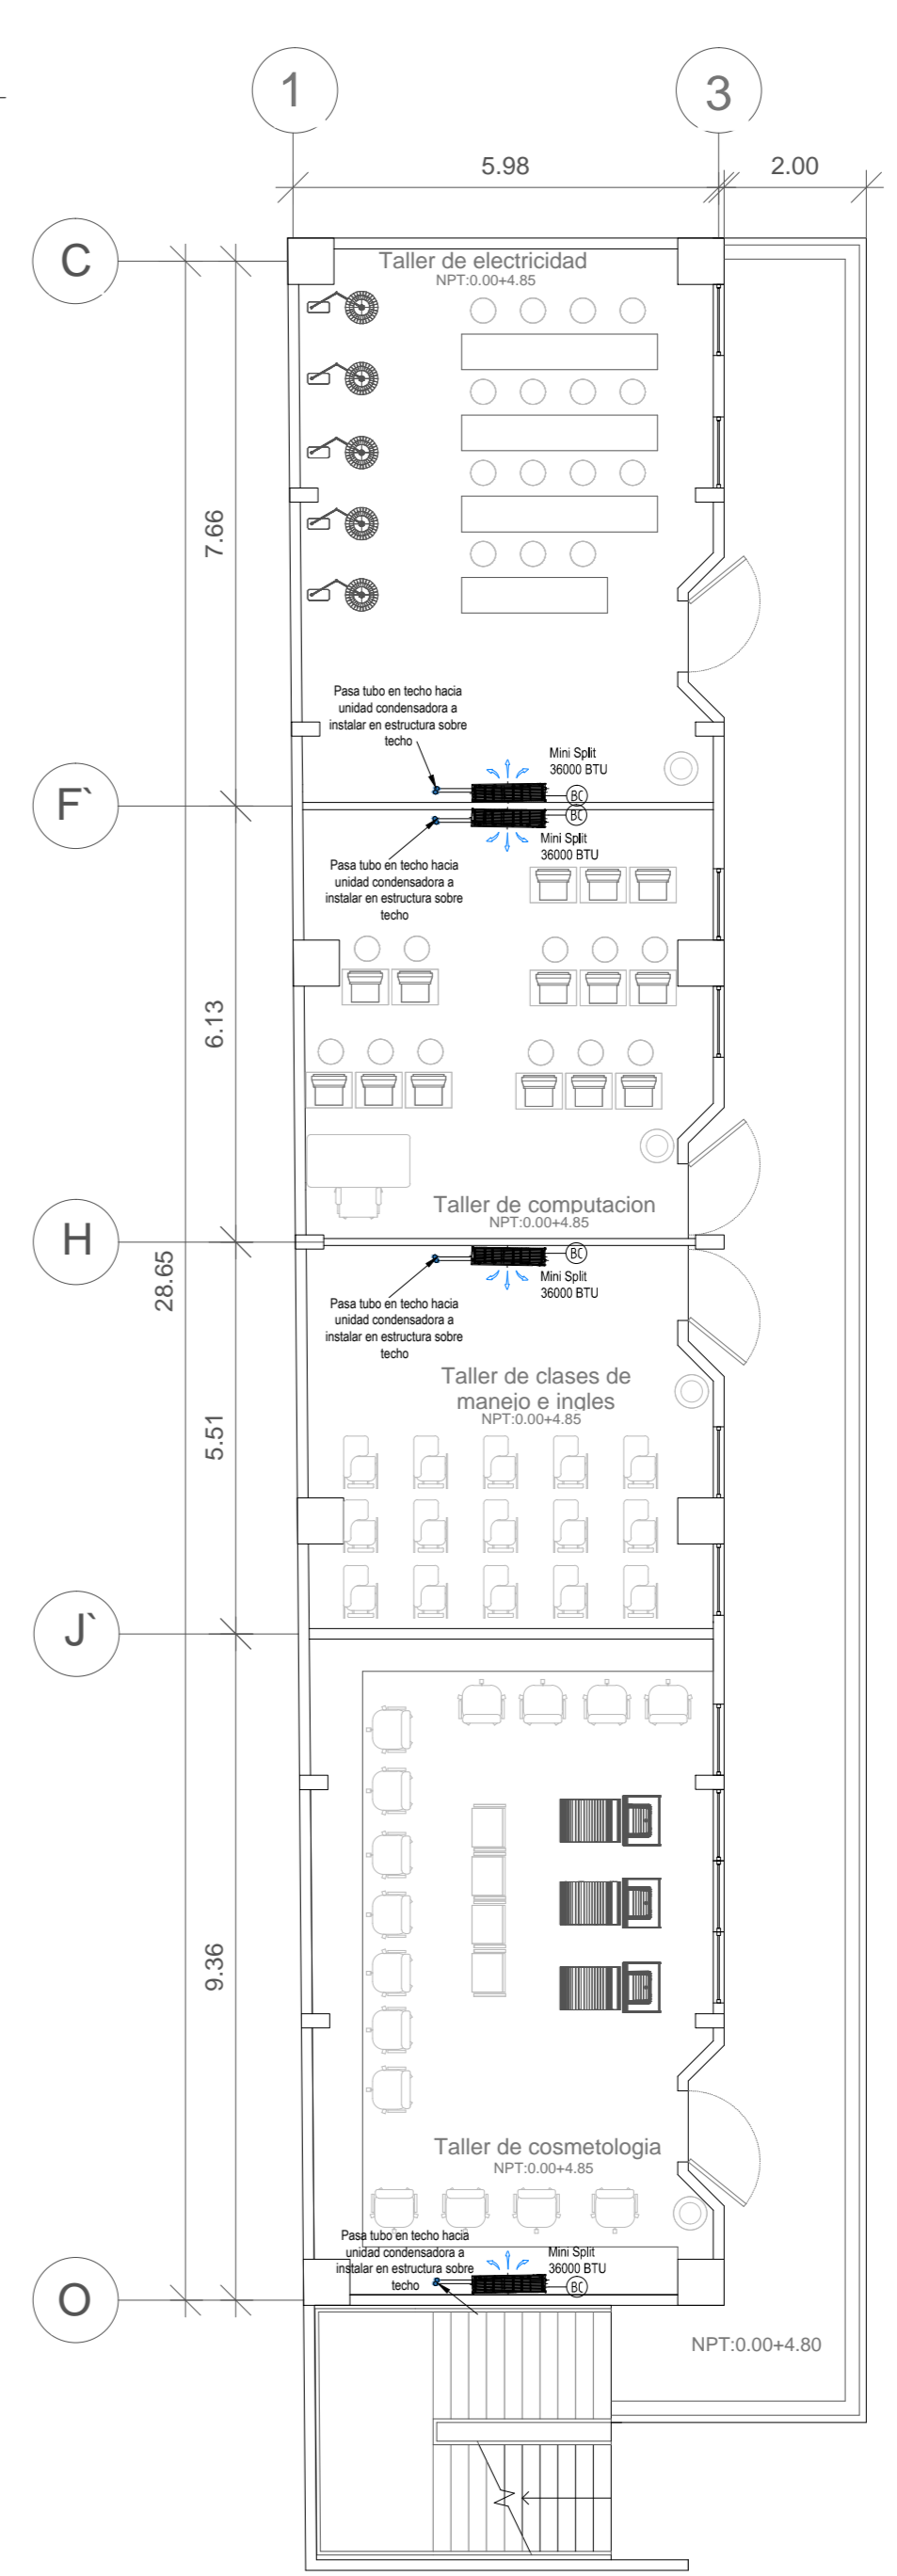 1
3
5.98
2.00
C
Taller de electricidad
NPT:0.00+4.85
7.66
Pasa tubo en techo hacia
unidad condensadora a
instalar en estructura sobre
techo
Mini Split
36000 BTU
BC
F`
BC
Mini Split
36000 BTU
Pasa tubo en techo hacia
unidad condensadora a
instalar en estructura sobre
techo
6.13
Taller de computacion
NPT:0.00+4.85
H
BC
Mini Split
36000 BTU
28.65
Pasa tubo en techo hacia
unidad condensadora a
instalar en estructura sobre
techo
Taller de clases de
manejo e ingles
NPT:0.00+4.85
5.51
J`
9.36
Taller de cosmetologia
NPT:0.00+4.85
Pasa tubo en techo hacia
unidad condensadora a
instalar en estructura sobre
techo
Mini Split
36000 BTU
BC
O
NPT:0.00+4.80